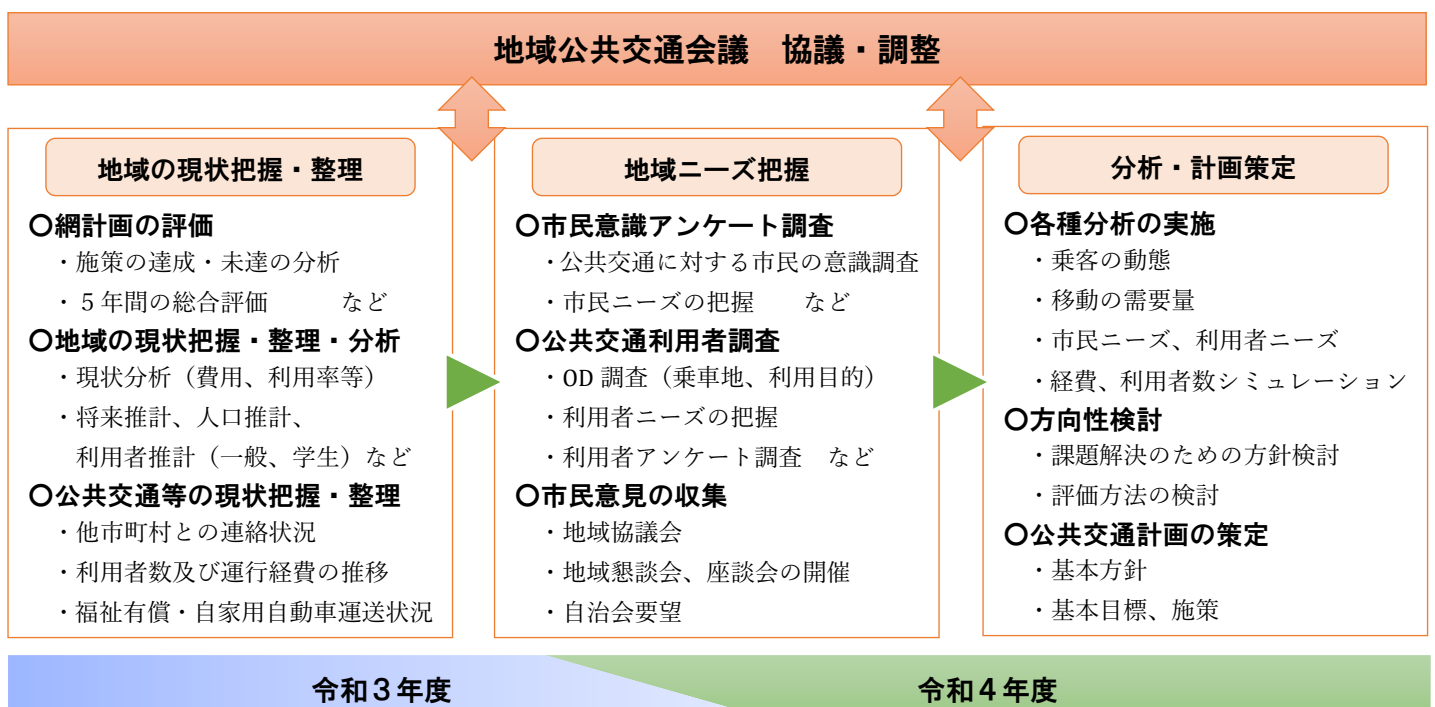 地域公共交通会議　協議・調整
地域の現状把握・整理
〇網計画の評価
・施策の達成・未達の分析
・５年間の総合評価　　　など
〇地域の現状把握・整理・分析
・現状分析（費用、利用率等）
・将来推計、人口推計、
利用者推計（一般、学生）など
〇公共交通等の現状把握・整理
・他市町村との連絡状況
・利用者数及び運行経費の推移
・福祉有償・自家用自動車運送状況
地域ニーズ把握
〇市民意識アンケート調査
・公共交通に対する市民の意識調査
・市民ニーズの把握　　など
〇公共交通利用者調査
・OD 調査（乗車地、利用目的）
・利用者ニーズの把握
・利用者アンケート調査　など
〇市民意見の収集
・地域協議会
・地域懇談会、座談会の開催
・自治会要望
分析・計画策定
〇各種分析の実施
・乗客の動態
・移動の需要量
・市民ニーズ、利用者ニーズ
・経費、利用者数シミュレーション
〇方向性検討
・課題解決のための方針検討
・評価方法の検討
〇公共交通計画の策定
・基本方針
・基本目標、施策
令和３年度
令和４年度